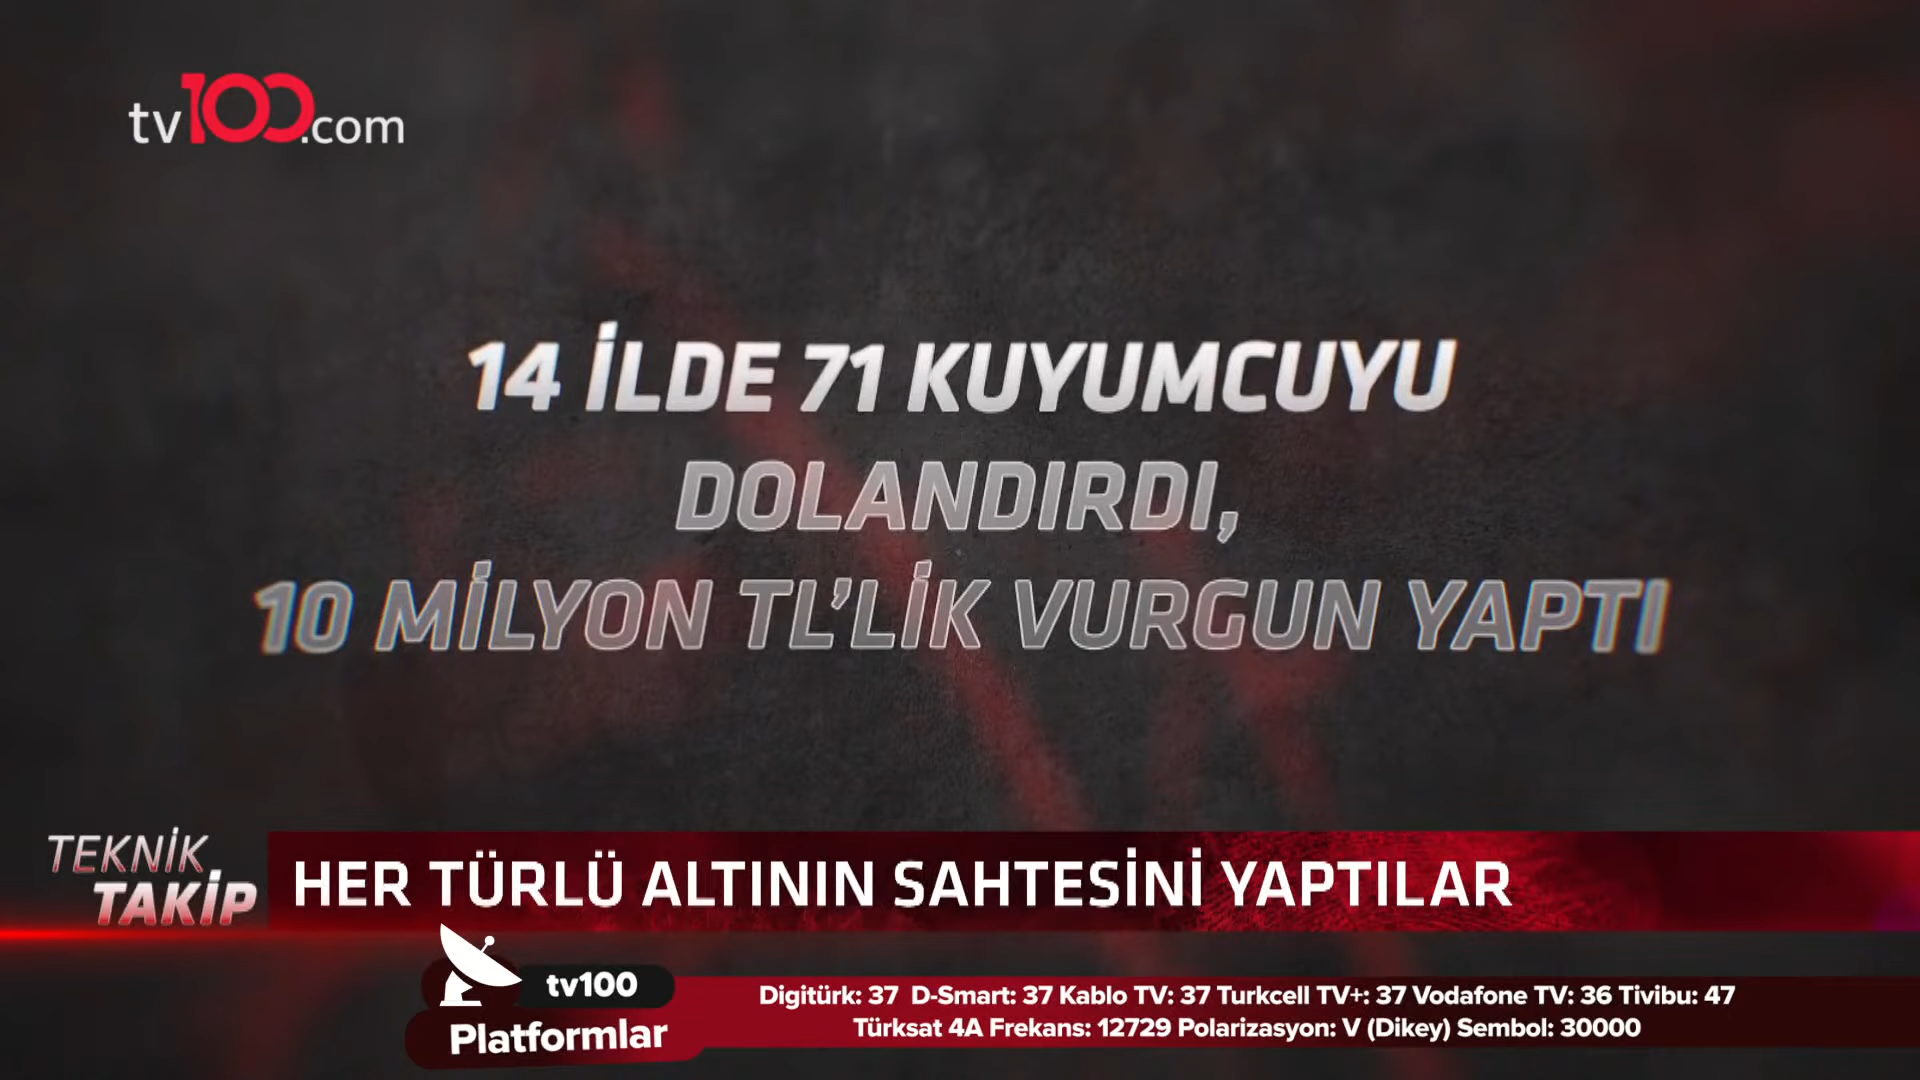 tv100.com
14 İLDE 71 KUYUMCUYU
DOLANDIRDI,
10 MİLYON TL'LİK VURGUN YAPTI
TEKNİK
TAKİP
HER TÜRLÜ ALTININ SAHTESİNİ YAPTILAR
tv100
Platformlar
Digitürk: 37 D-Smart: 37 Kablo TV: 37 Turkcell TV+: 37 Vodafone TV: 36 Tivibu: 47
Türksat 4A Frekans: 12729 Polarizasyon: V (Dikey) Sembol: 30000